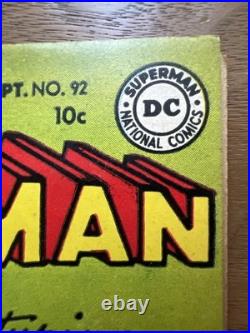 PT. NO. 92
10c
SUPERMAN
DC
NATIONAL COMICS
MAN